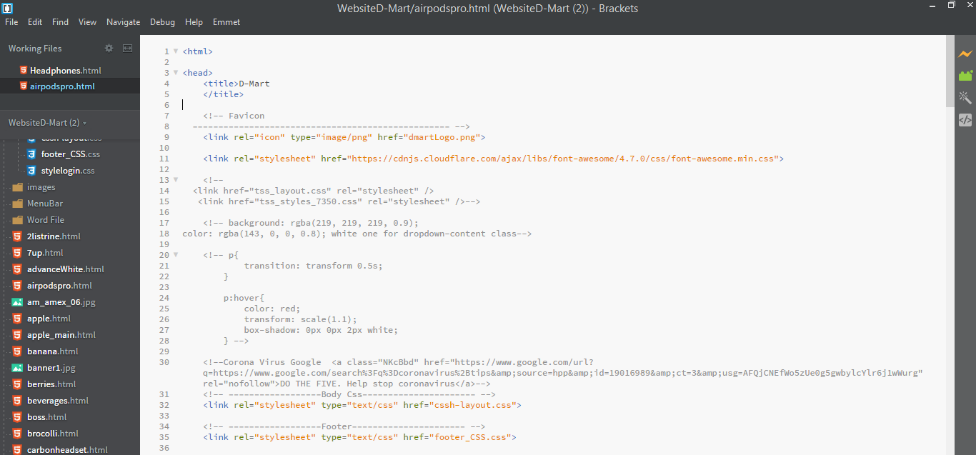 WebsiteD-Mart/airpodspro.html (WebsiteD-Mart (2)) - Brackets
File Edit Find View Navigate Debug Help Emmet
Working Files
Headphones.html
airpodspro.html
WebsiteD-Mart (2)
footer_CSS.css
stylelogin.css
images
MenuBar
Word File
2listrine.html
7up.html
advanceWhite.html
airpodspro.html
am_amex_06.jpg
apple.html
apple_main.html
banana.html
banner1.jpg
berries.html
beverages.html
boss.html
brocolli.html
carbonheadset.html
1 <html>
2
3 <head>
4 <title>D-Mart
5 </title>
6
7 <!-- Favicon
8 -------------------------------------------------- -->
9 <link rel="icon" type="image/png" href="dmartLogo.png">
10
11 <link rel="stylesheet" href="https://cdnjs.cloudflare.com/ajax/libs/font-awesome/4.7.0/css/font-awesome.min.css">
12
13 <!--
14 <link href="tss_layout.css" rel="stylesheet" />
15 <link href="tss_styles_7350.css" rel="stylesheet" />-->
16
17 <!-- background: rgba(219, 219, 219, 0.9);
18 color: rgba(143, 0, 0, 0.8); white one for dropdown-content class-->
19
20 <!-- p{
21 transition: transform 0.5s;
22 }
23
24 p:hover{
25 color: red;
26 transform: scale(1.1);
27 box-shadow: 0px 0px 2px white;
28 } -->
29
30 <!--Corona Virus Google <a class="NKcBbd" href="https://www.google.com/url?
q=https://www.google.com/search%3Fq%3Dcoronavirus%2Btips&amp;source=hpp&amp;id=19016989&amp;ct=3&amp;usg=AFQjCNEfWo5zUe0g5gwbylcYlr6j1wWurg"
rel="nofollow">DO THE FIVE. Help stop coronavirus</a>-->
31 <!-- ------------------Body Css---------------------- -->
32 <link rel="stylesheet" type="text/css" href="cssh-layout.css">
33
34 <!-- ------------------Footer---------------------- -->
35 <link rel="stylesheet" type="text/css" href="footer_CSS.css">
36